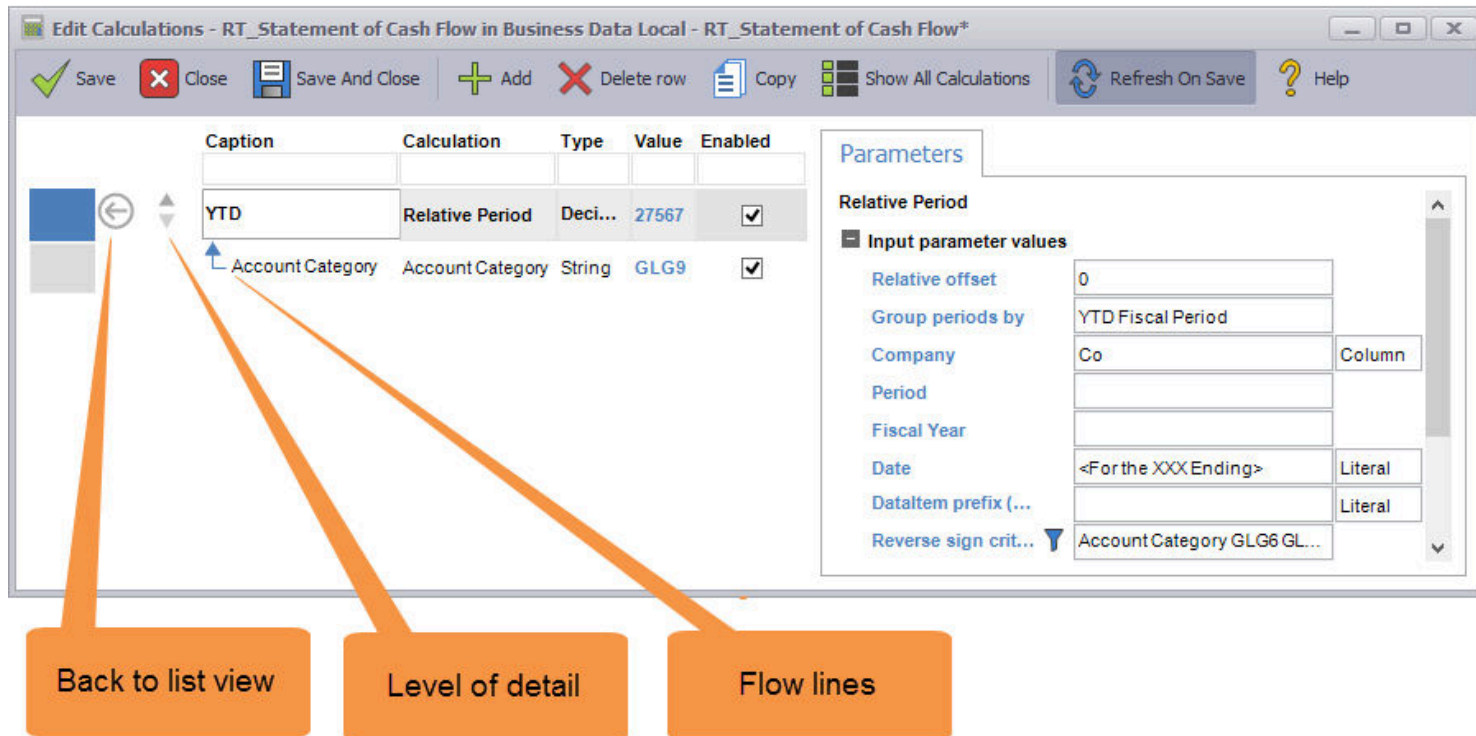 Edit Calculations - RT_Statement of Cash Flow in Business Data Local - RT_Statement of Cash Flow*
Save Close Save And Close Add Delete row Copy Show All Calculations Refresh On Save Help
Caption Calculation Type Value Enabled
YTD Relative Period Deci... 27567
Account Category Account Category String GLG9
Parameters
Relative Period
Input parameter values
Relative offset 0
Group periods by YTD Fiscal Period
Company Co Column
Period
Fiscal Year
Date <For the XXX Ending> Literal
DataItem prefix (... Literal
Reverse sign crit... Account Category GLG6 GL...
Back to list view
Level of detail
Flow lines